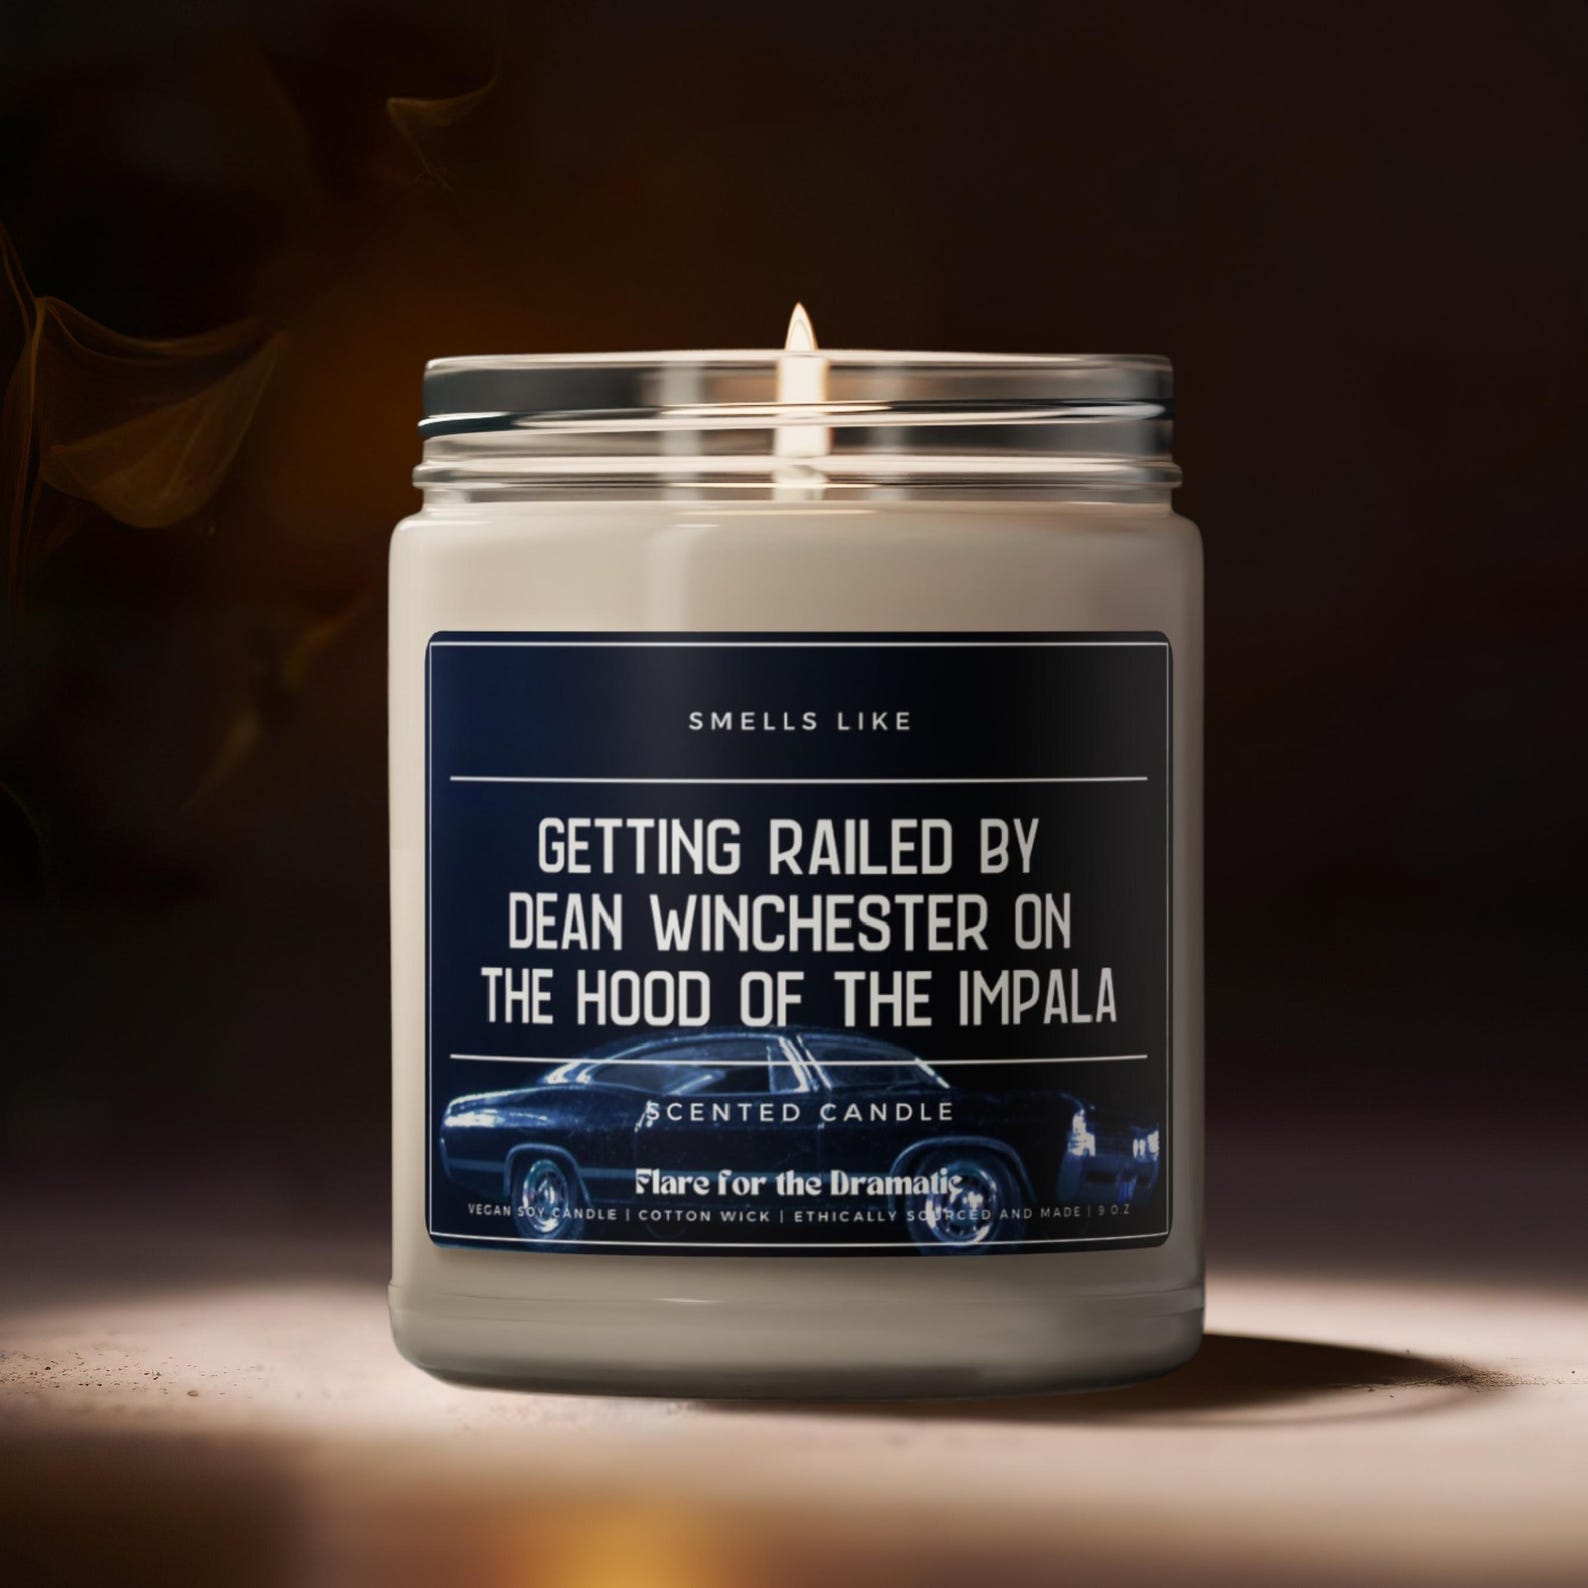 SMELLS LIKE
GETTING RAILED BY
DEAN WINCHESTER ON
THE HOOD OF THE IMPALA
SCENTED CANDLE
Flare for the Dramatic
VEGAN SOY CANDLE | COTTON WICK | ETHICALLY SOURCED AND MADE | 9 OZ